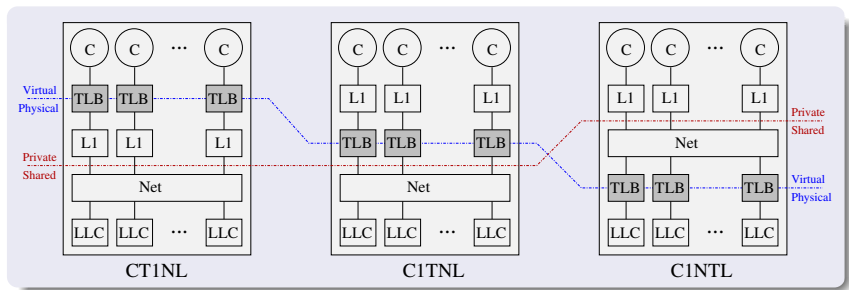 C C ... C
C C ... C
C C ... C
Virtual
Physical
TLB TLB TLB
L1 L1 L1
L1 L1 L1
Private
Shared
L1 L1 L1
TLB TLB TLB
Net
Private
Shared
Net
Net
TLB TLB TLB
Virtual
Physical
LLC LLC ... LLC
LLC LLC ... LLC
LLC LLC ... LLC
CT1NL
C1TNL
C1NTL